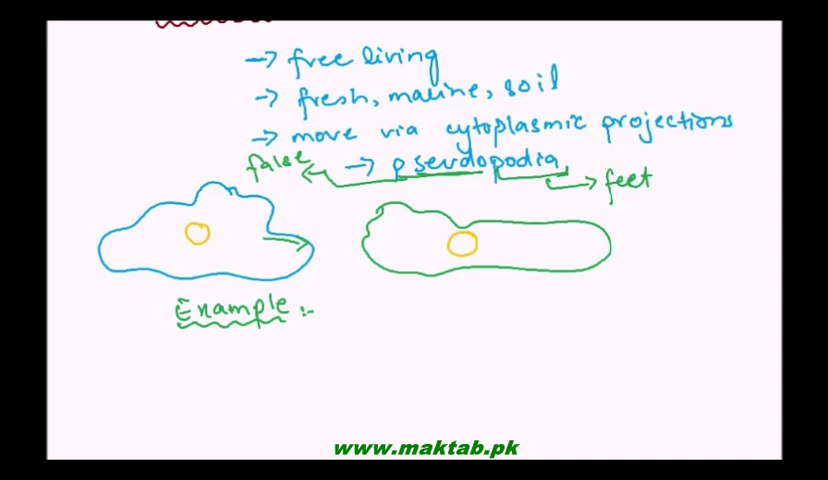 → free living
→ fresh, marine, soil
→ move via cytoplasmic projections
false → pseudopodia → feet
Example :-
www.maktab.pk